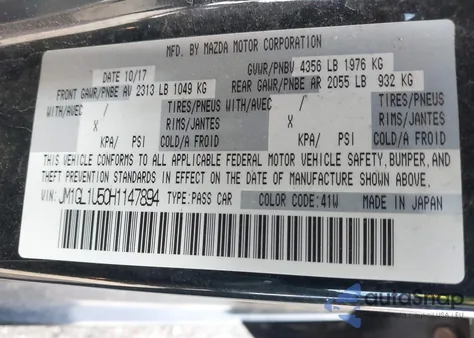 MFD. BY MAZDA MOTOR CORPORATION
DATE 10/17 GVWR/PNBV 4356 LB 1976 KG
FRONT GAWR/PNBE AV 2313 LB 1049 KG REAR GAWR/PNBE AR 2055 LB 932 KG
WITH/AVEC / TIRES/PNEUS WITH/AVEC / TIRES/PNEUS
X RIMS/JANTES X RIMS/JANTES
KPA/ PSI COLD/A FROID KPA/ PSI COLD/A FROID
THIS VEHICLE CONFORMS TO ALL APPLICABLE FEDERAL MOTOR VEHICLE SAFETY, BUMPER, AND
THEFT PREVENTION STANDARDS IN EFFECT ON THE DATE OF MANUFACTURE SHOWN ABOVE.
VIN: JM1GL1U50H1147894 TYPE: PASS CAR COLOR CODE: 41W MADE IN JAPAN
autoSnap